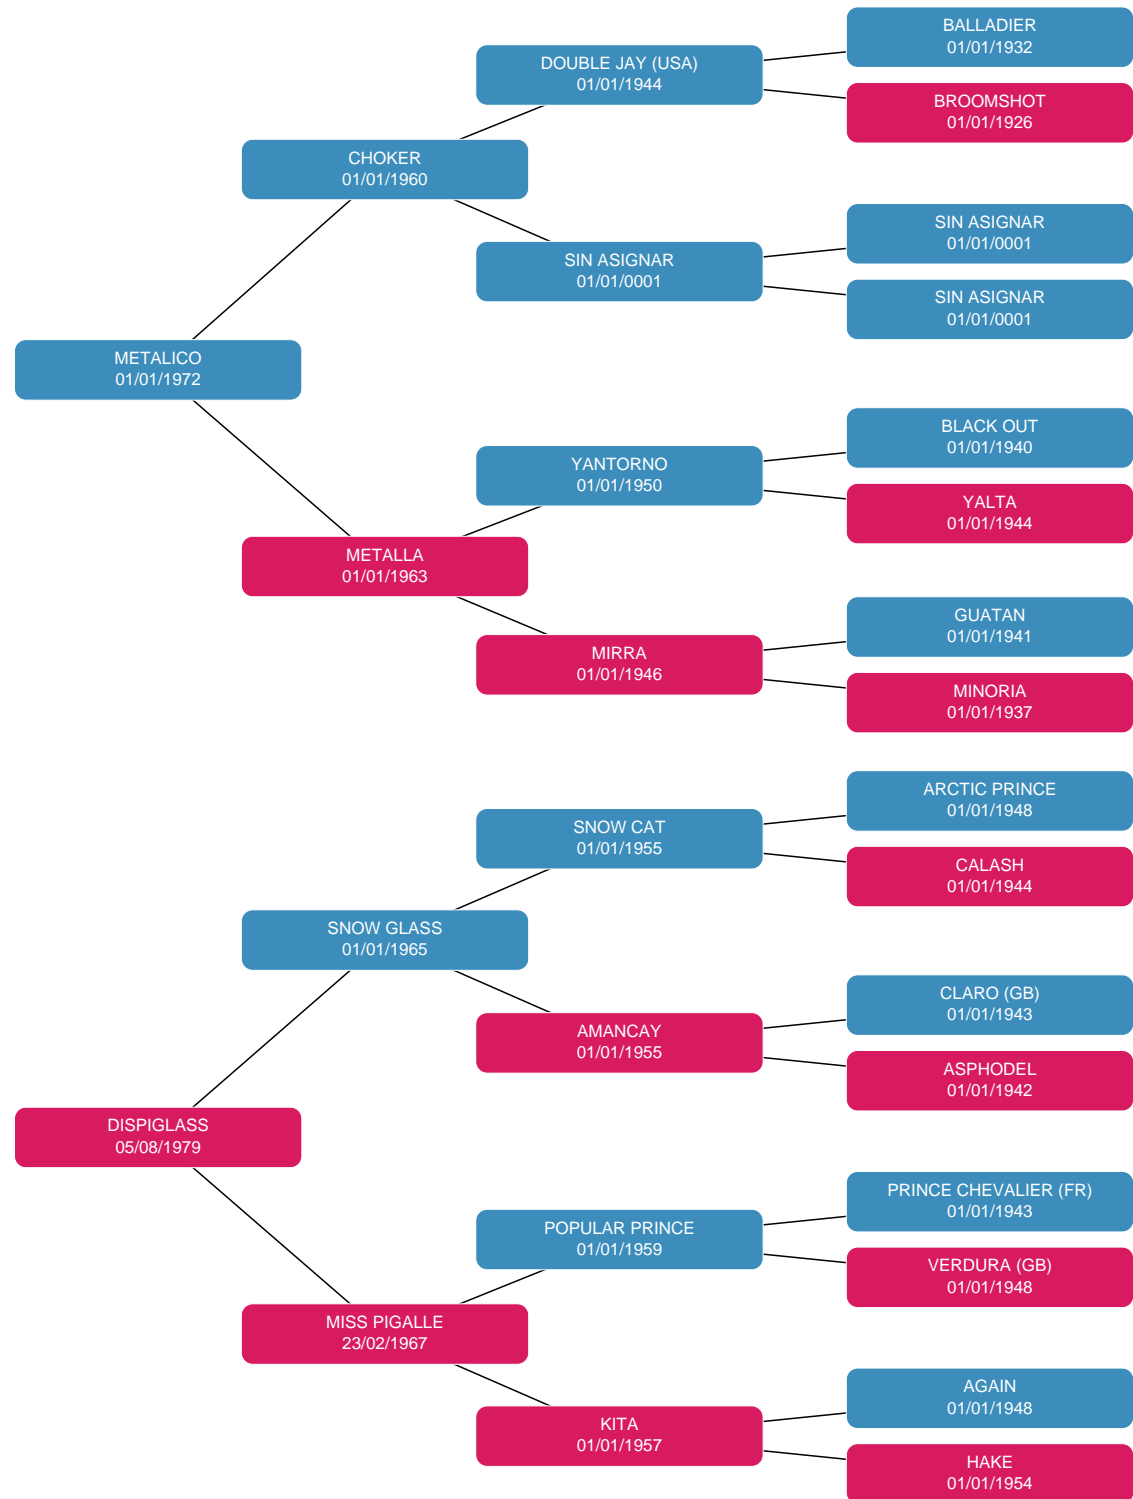 BALLADIER
01/01/1932
DOUBLE JAY (USA)
01/01/1944
BROOMSHOT
01/01/1926
CHOKER
01/01/1960
SIN ASIGNAR
01/01/0001
SIN ASIGNAR
01/01/0001
SIN ASIGNAR
01/01/0001
METALICO
01/01/1972
BLACK OUT
01/01/1940
YANTORNO
01/01/1950
YALTA
01/01/1944
METALLA
01/01/1963
GUATAN
01/01/1941
MIRRA
01/01/1946
MINORIA
01/01/1937
ARCTIC PRINCE
01/01/1948
SNOW CAT
01/01/1955
CALASH
01/01/1944
SNOW GLASS
01/01/1965
CLARO (GB)
01/01/1943
AMANCAY
01/01/1955
ASPHODEL
01/01/1942
DISPIGLASS
05/08/1979
PRINCE CHEVALIER (FR)
01/01/1943
POPULAR PRINCE
01/01/1959
VERDURA (GB)
01/01/1948
MISS PIGALLE
23/02/1967
AGAIN
01/01/1948
KITA
01/01/1957
HAKE
01/01/1954